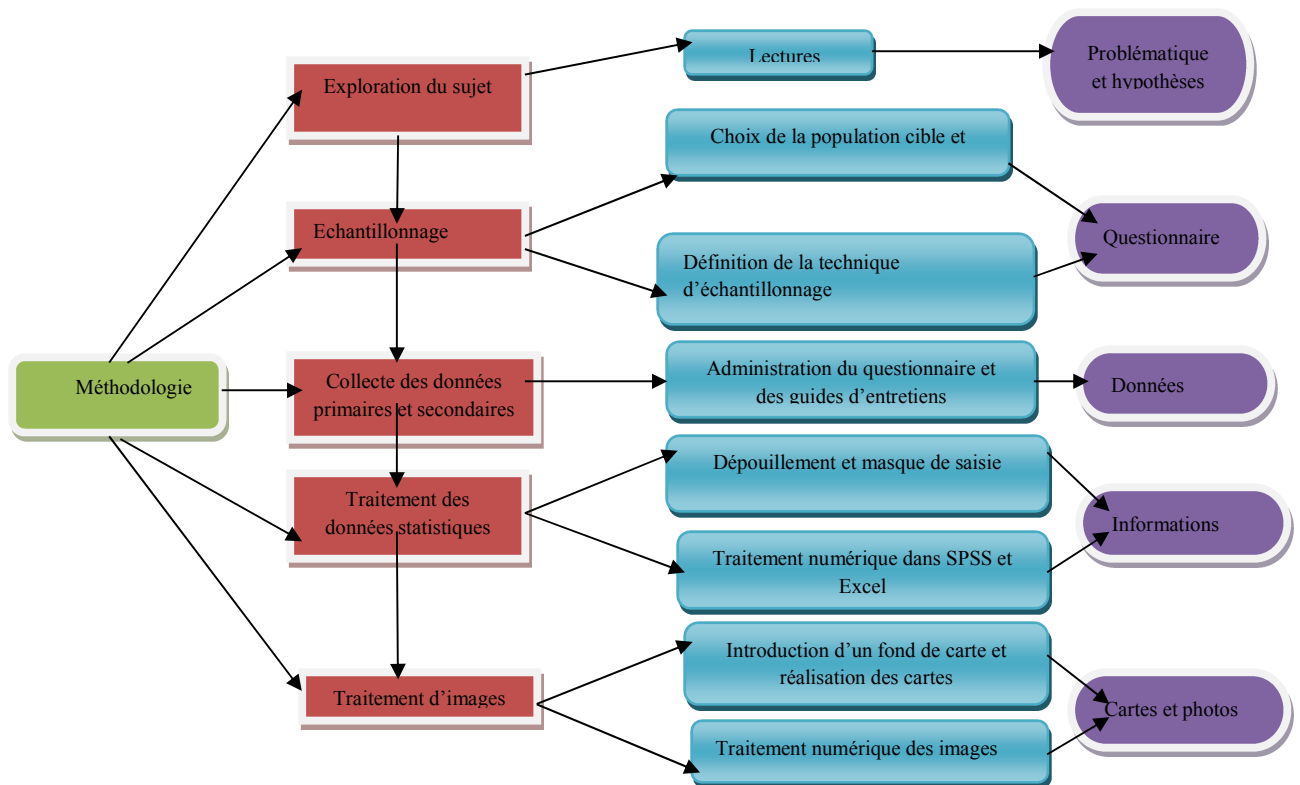 Lectures
Problématique
et hypothèses
Exploration du sujet
Choix de la population cible et
Echantillonnage
Questionnaire
Définition de la technique
d’échantillonnage
Méthodologie
Collecte des données
primaires et secondaires
Administration du questionnaire et
des guides d’entretiens
Données
Traitement des
données statistiques
Dépouillement et masque de saisie
Informations
Traitement numérique dans SPSS et
Excel
Introduction d’un fond de carte et
réalisation des cartes
Traitement d’images
Cartes et photos
Traitement numérique des images